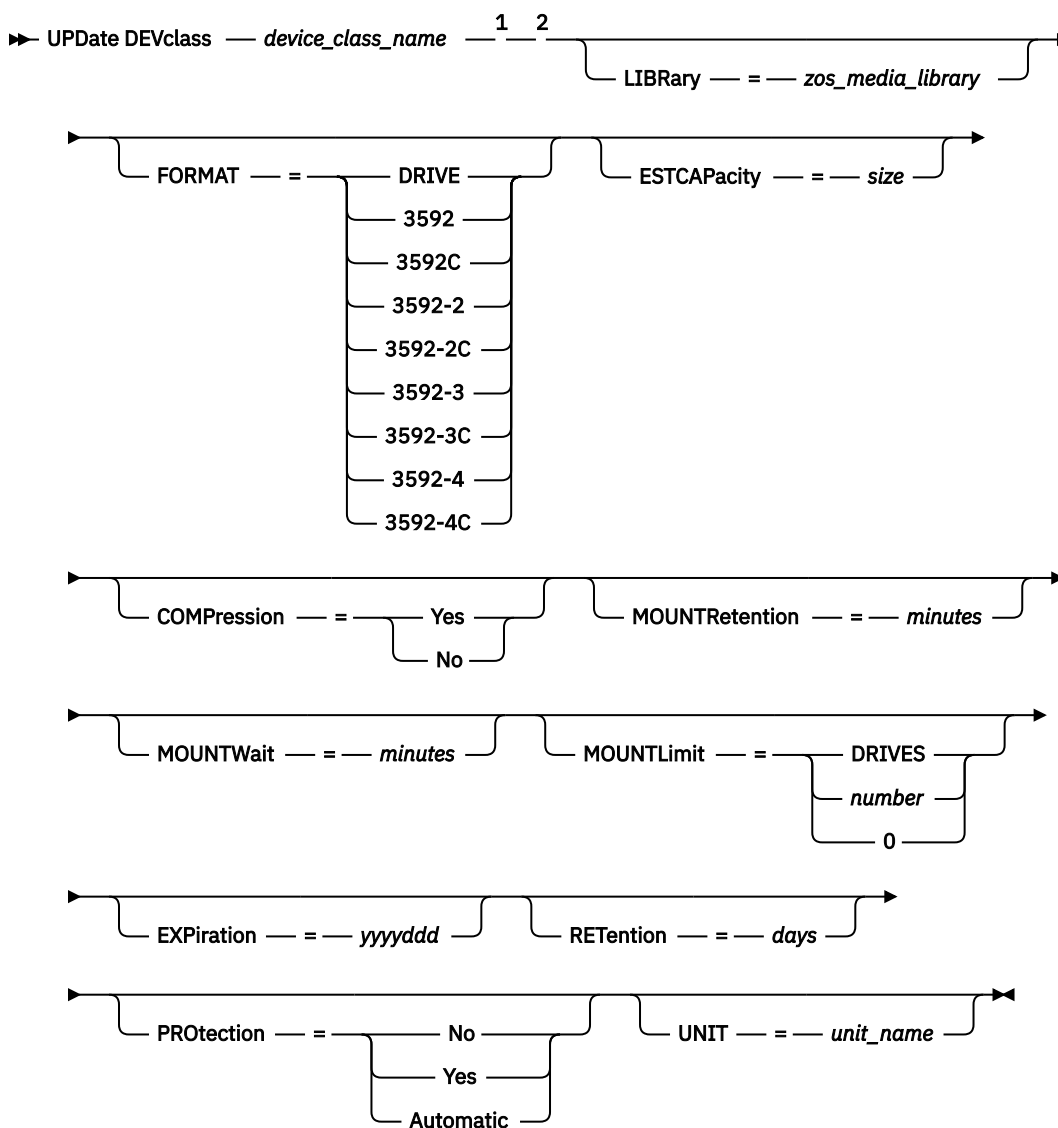 1 2
UPDate DEVclass device_class_name
LIBRary = zos_media_library
FORMAT = DRIVE ESTCAPacity = size
3592
3592C
3592-2
3592-2C
3592-3
3592-3C
3592-4
3592-4C
COMPression = Yes MOUNTRetention = minutes
No
MOUNTWait = minutes MOUNTLimit = DRIVES
number
0
EXPiration = yyyyddd RETention = days
PROtection = No UNIT = unit_name
Yes
Automatic